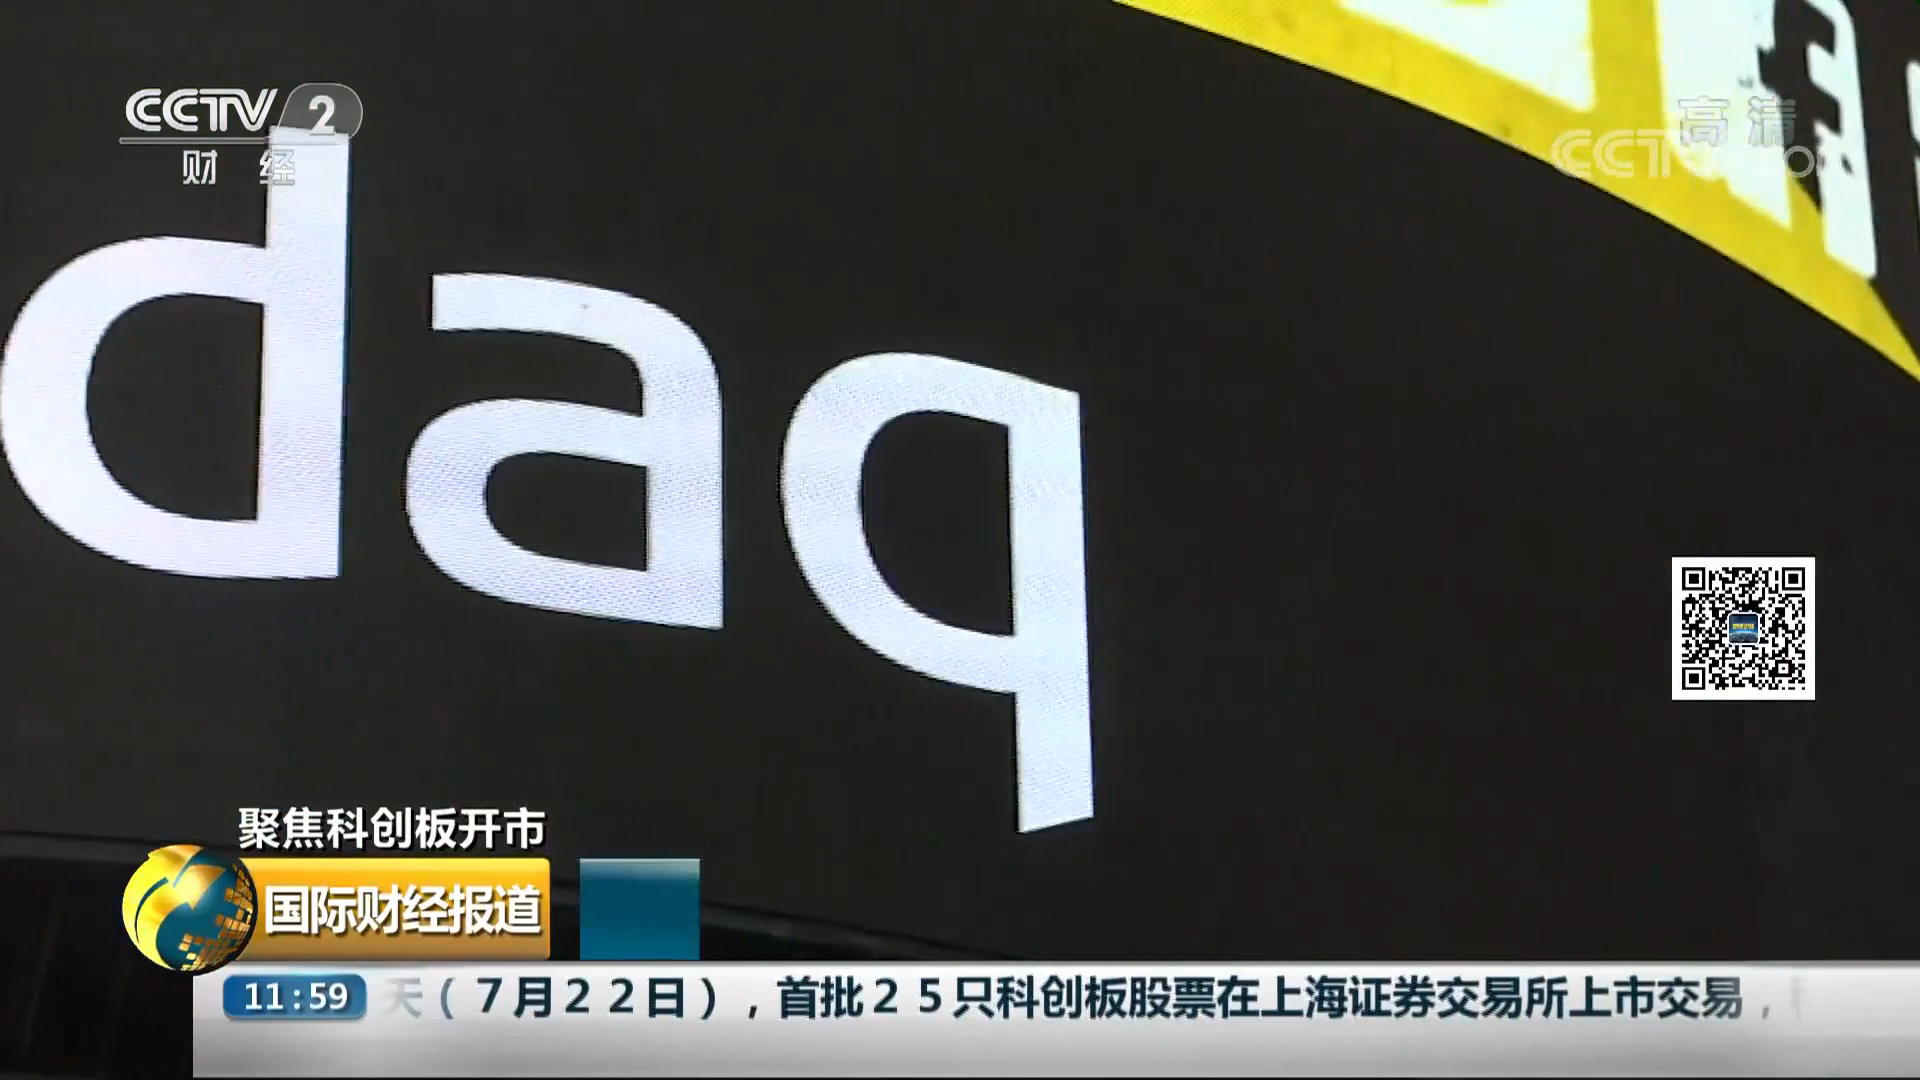 CCTV 2
财 经
高清
CCTV
daq
聚焦科创板开市
国际财经报道
11:59 天（7月22日），首批25只科创板股票在上海证券交易所上市交易，